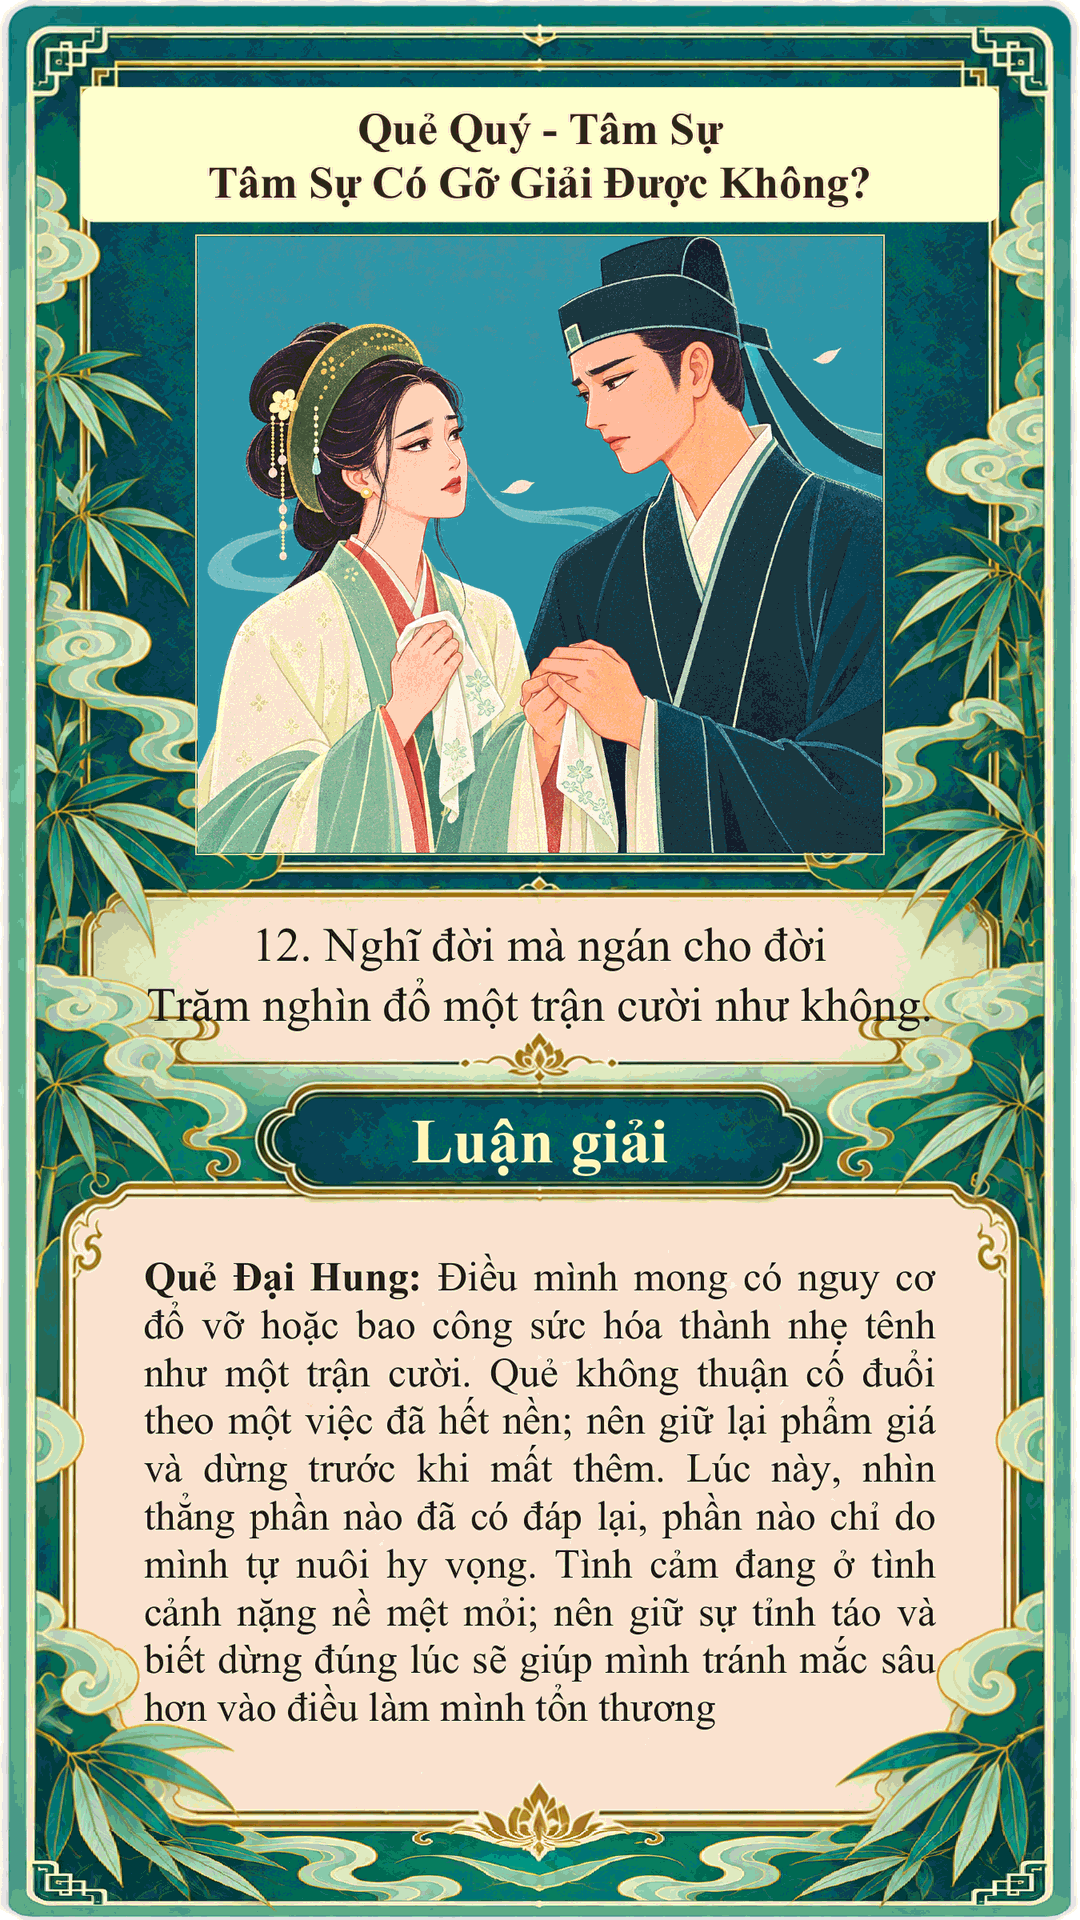 Quẻ Quý - Tâm Sự
Tâm Sự Có Gỡ Giải Được Không?
12. Nghĩ đời mà ngán cho đời
Trăm nghìn đổ một trận cười như không.
Luận giải
Quẻ Đại Hung: Điều mình mong có nguy cơ
đổ vỡ hoặc bao công sức hóa thành nhẹ tênh
như một trận cười. Quẻ không thuận cố đuổi
theo một việc đã hết nền; nên giữ lại phẩm giá
và dừng trước khi mất thêm. Lúc này, nhìn
thẳng phần nào đã có đáp lại, phần nào chỉ do
mình tự nuôi hy vọng. Tình cảm đang ở tình
cảnh nặng nề mệt mỏi; nên giữ sự tỉnh táo và
biết dừng đúng lúc sẽ giúp mình tránh mắc sâu
hơn vào điều làm mình tổn thương